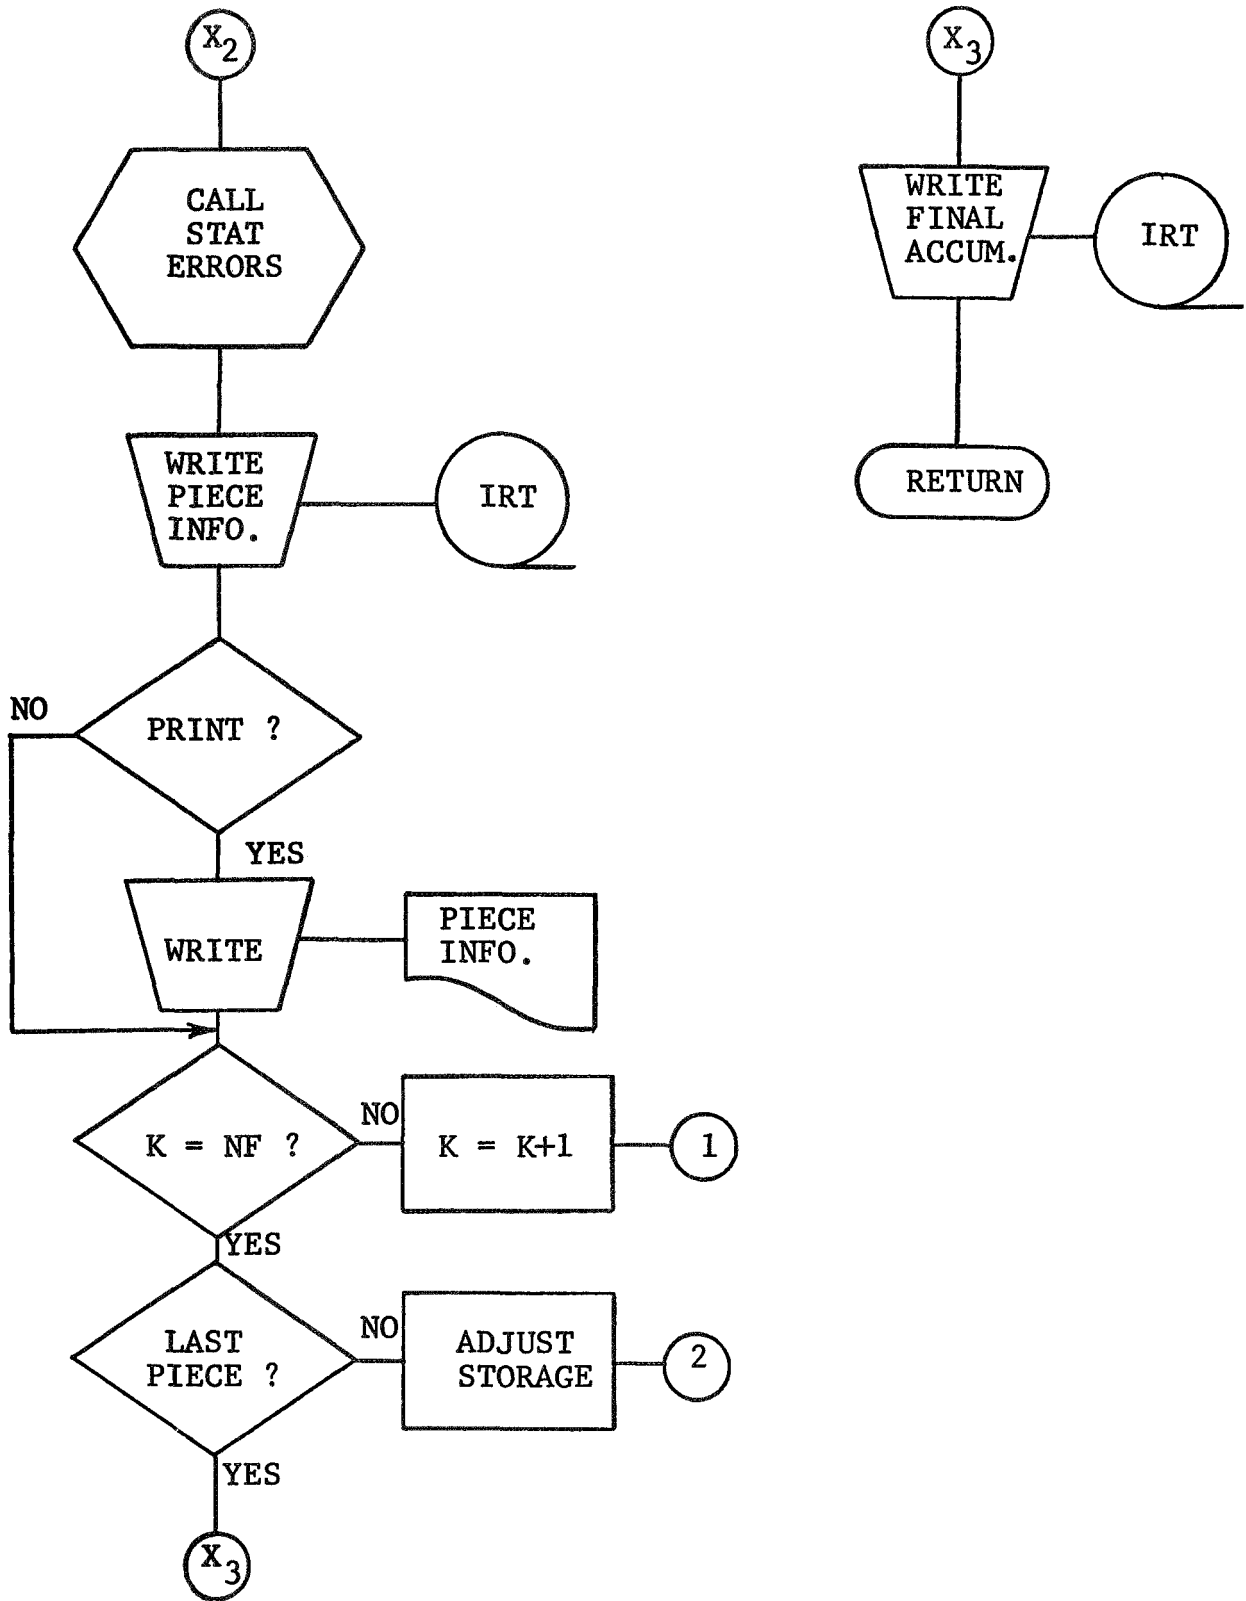 X2
CALL
STAT
ERRORS
WRITE
PIECE
INFO.
IRT
PRINT ?
NO
YES
WRITE
PIECE
INFO.
K = NF ?
NO
K = K+1
1
YES
LAST
PIECE ?
NO
ADJUST
STORAGE
2
YES
X3
X3
WRITE
FINAL
ACCUM.
IRT
RETURN